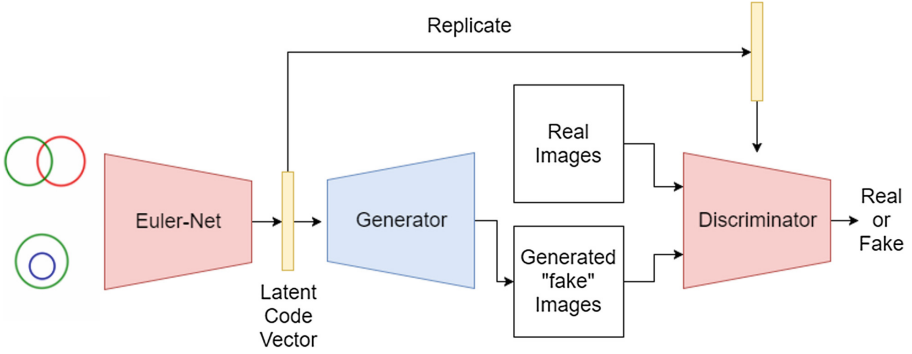 Replicate
Real
Images
Euler-Net
Generator
Discriminator
Real
or
Fake
Generated
"fake"
Images
Latent
Code
Vector